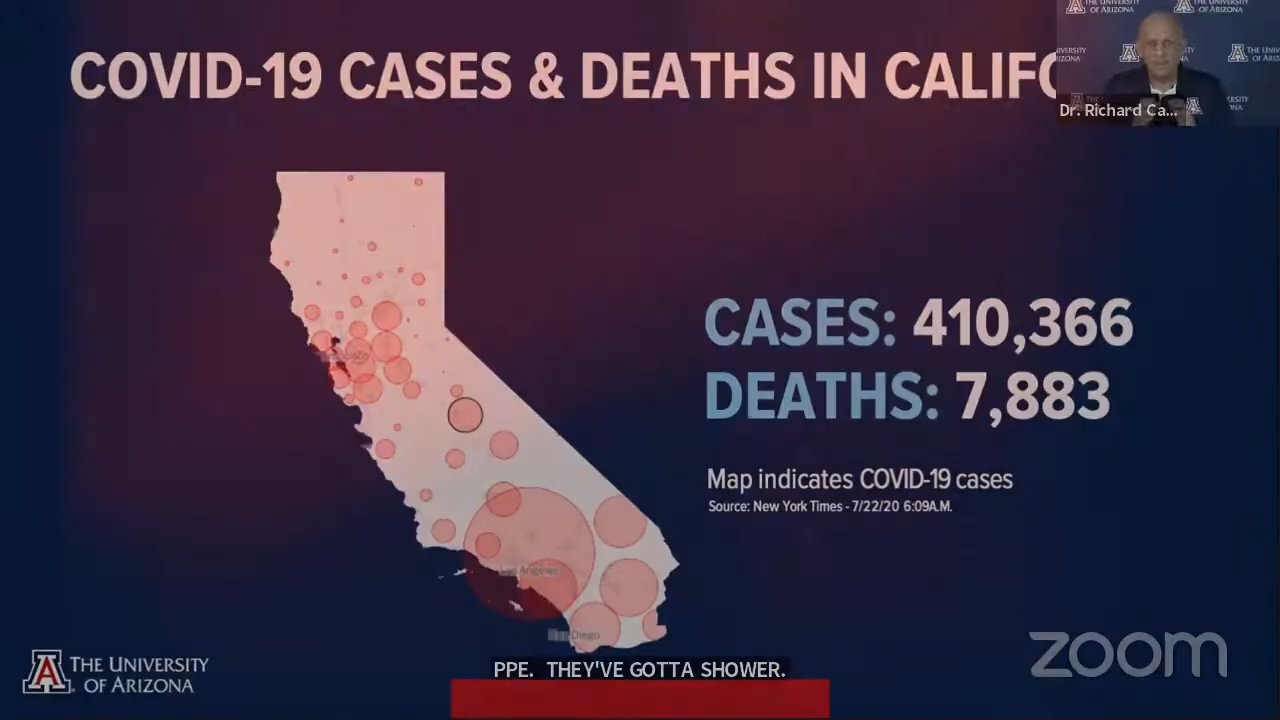 COVID-19 CASES & DEATHS IN CALIFO
THE UNIVERSITY
OF ARIZONA
THE UNIVERSITY
OF ARIZONA
Dr. Richard Ca...
CASES: 410,366
DEATHS: 7,883
Map indicates COVID-19 cases
Source: New York Times - 7/22/20 6:09A.M.
Los Angeles
Diego
THE UNIVERSITY
OF ARIZONA
zoom
PPE. THEY'VE GOTTA SHOWER.